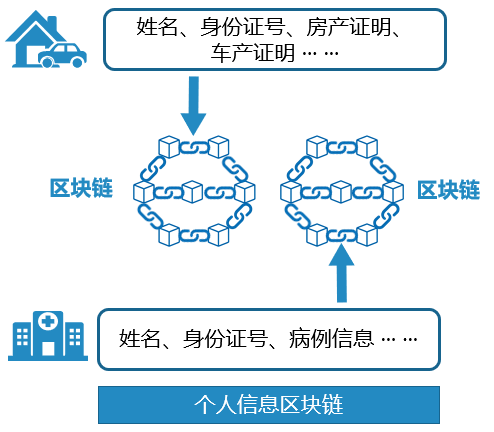 姓名、身份证号、房产证明、
车产证明 … …
区块链
区块链
姓名、身份证号、病例信息 … …
个人信息区块链